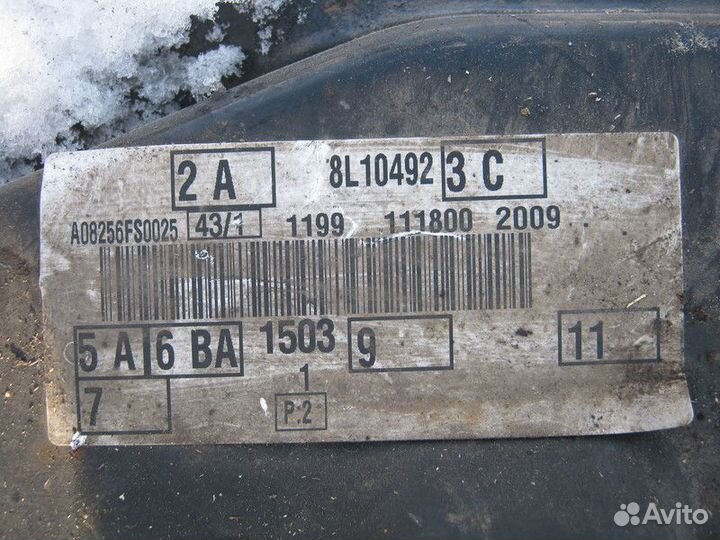 2 A 8L10492 3 C
A08256FS0025 43/1 1199 111800 2009
5 A 6 BA 1503 9 11
7 1
P.2
Avito